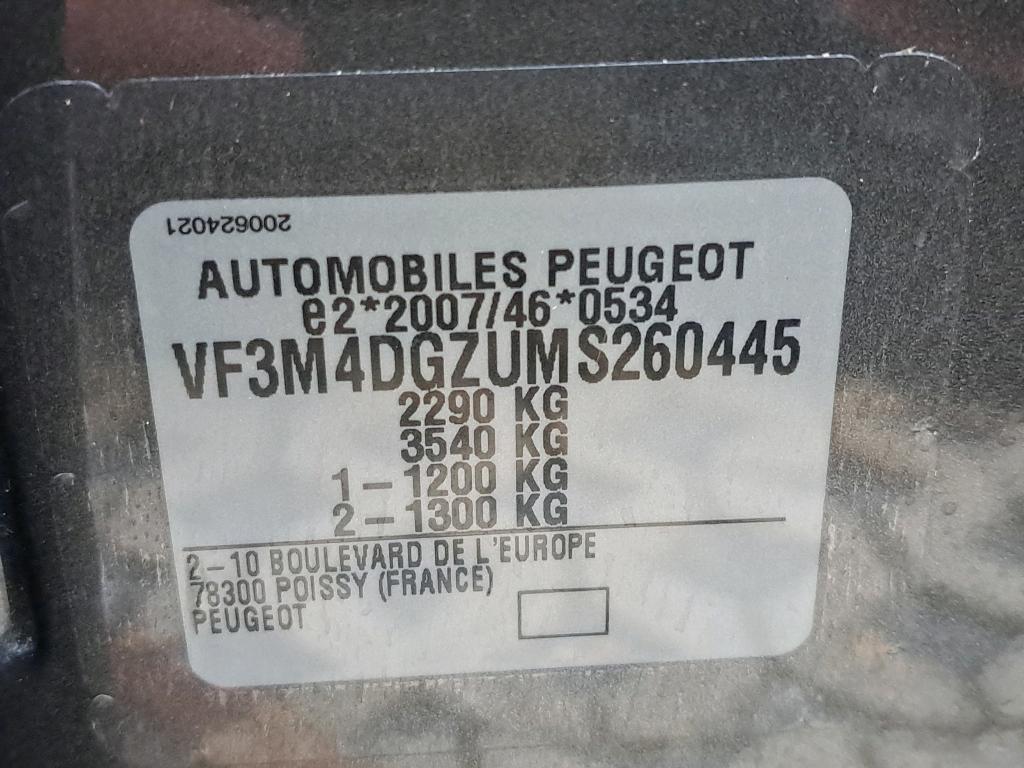 200624021
AUTOMOBILES PEUGEOT
e2*2007/46*0534
VF3M4DGZUMS260445
2290 KG
3540 KG
1-1200 KG
2-1300 KG
2-10 BOULEVARD DE L'EUROPE
78300 POISSY (FRANCE)
PEUGEOT